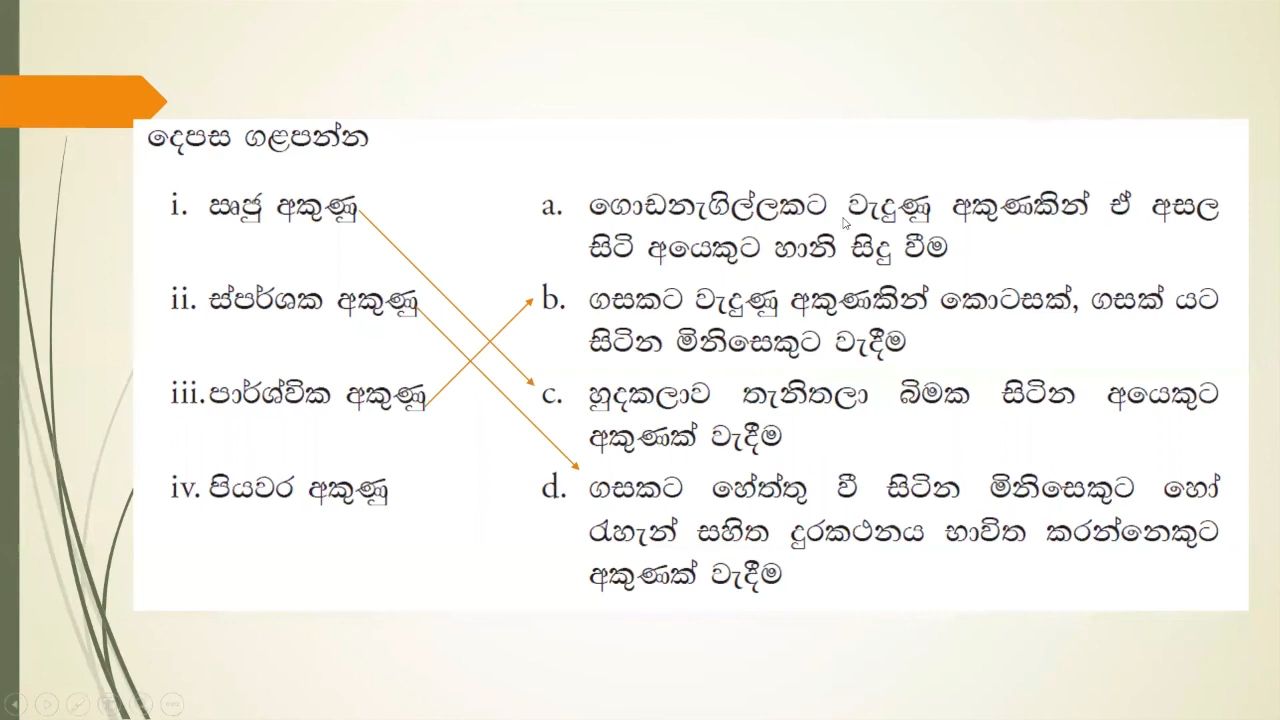 දෙපස ගළපන්න
i. ඍජු අකුණු
a. ගොඩනැගිල්ලකට වැදුණු අකුණකින් ඒ අසල
සිටි අයෙකුට හානි සිදු වීම
ii. ස්පර්ශක අකුණු
b. ගසකට වැදුණු අකුණකින් කොටසක්, ගසක් යට
සිටින මිනිසෙකුට වැදීම
iii. පාර්ශ්වික අකුණු
c. හුදකලාව තැනිතලා බිමක සිටින අයෙකුට
අකුණක් වැදීම
iv. පියවර අකුණු
d. ගසකට හේත්තු වී සිටින මිනිසෙකුට හෝ
රැහැන් සහිත දුරකථනය භාවිත කරන්නෙකුට
අකුණක් වැදීම